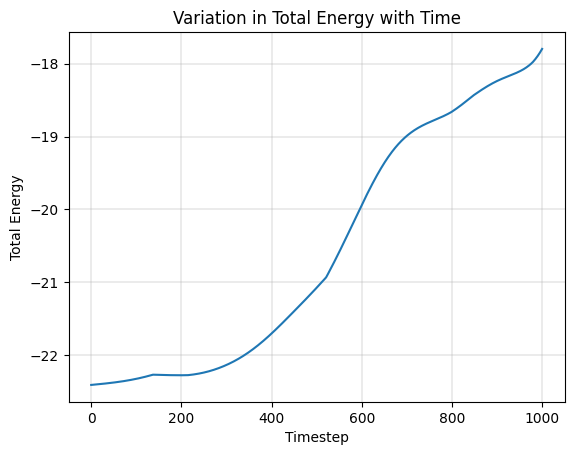 Variation in Total Energy with Time
−18
−19
−20
−21
−22
Total Energy
0 200 400 600 800 1000
Timestep